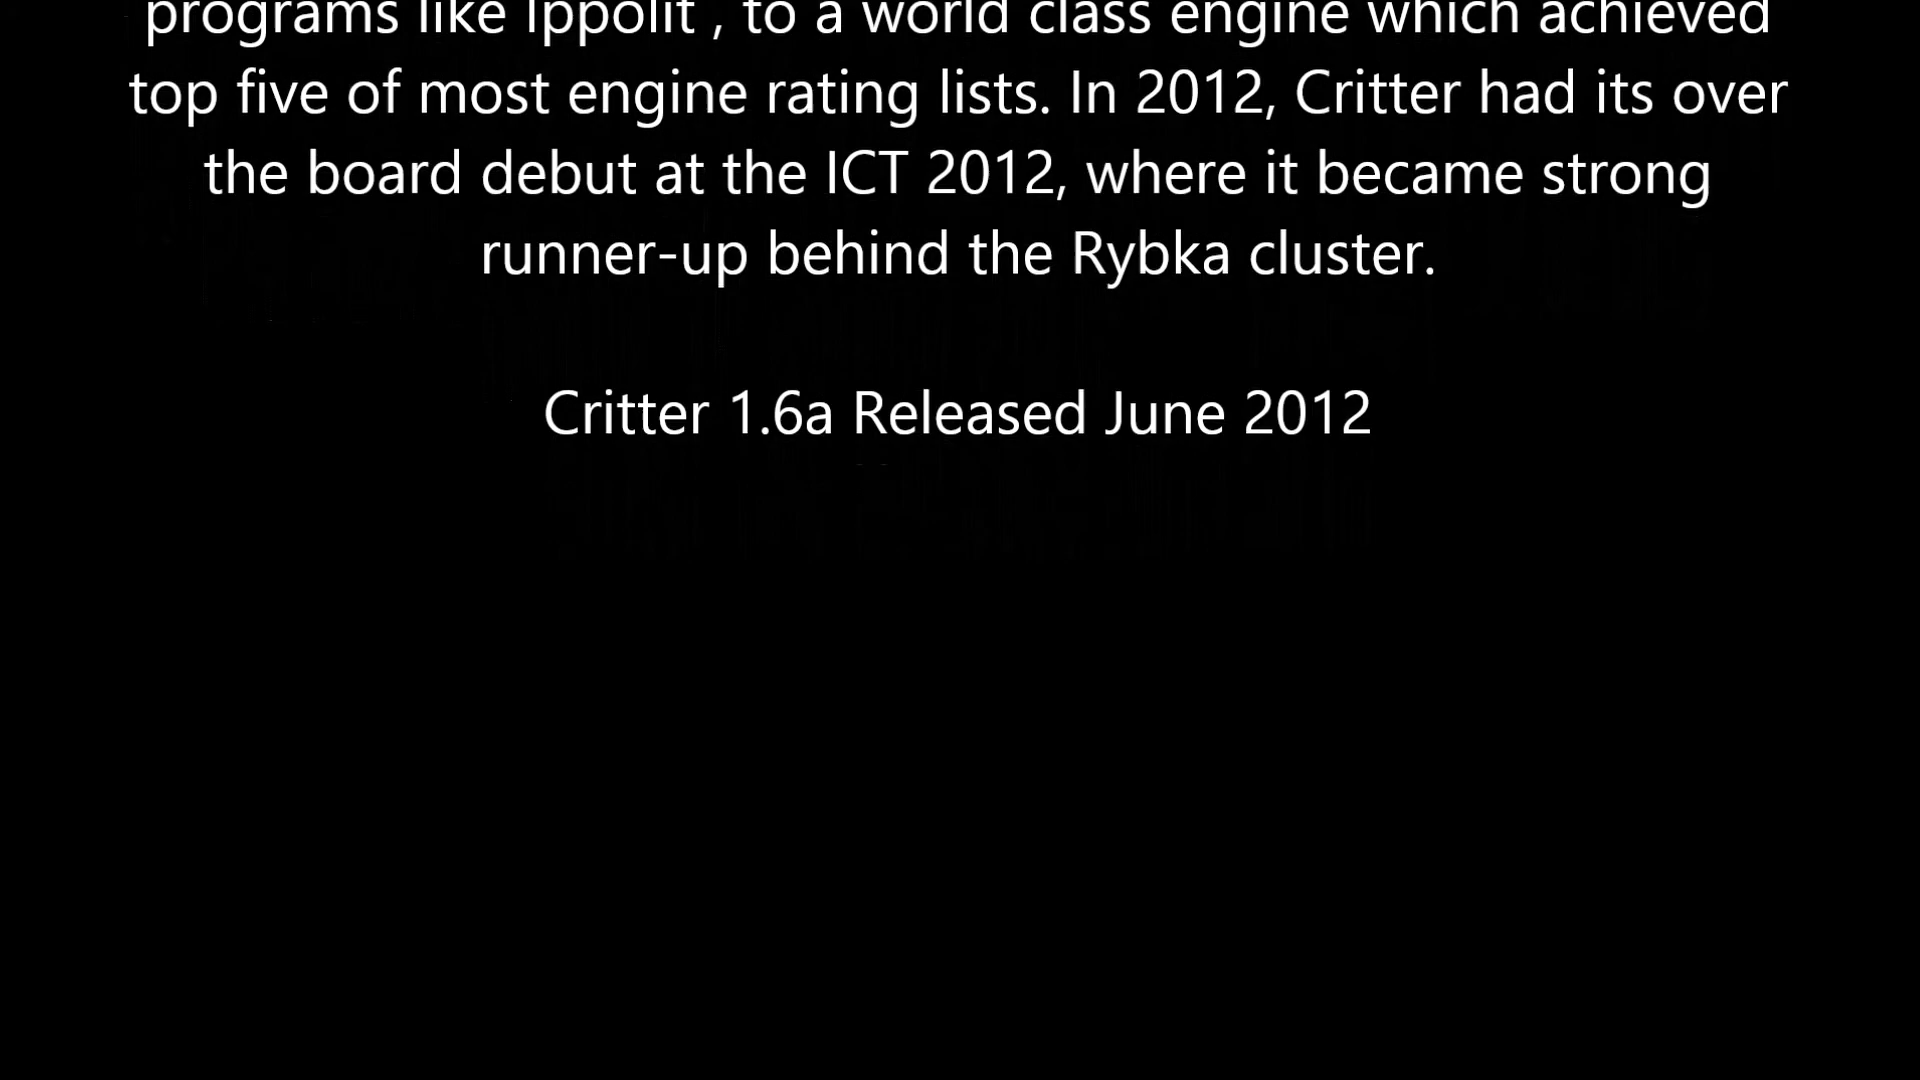 programs like Ippolit , to a world class engine which achieved
top five of most engine rating lists. In 2012, Critter had its over
the board debut at the ICT 2012, where it became strong
runner-up behind the Rybka cluster.
Critter 1.6a Released June 2012